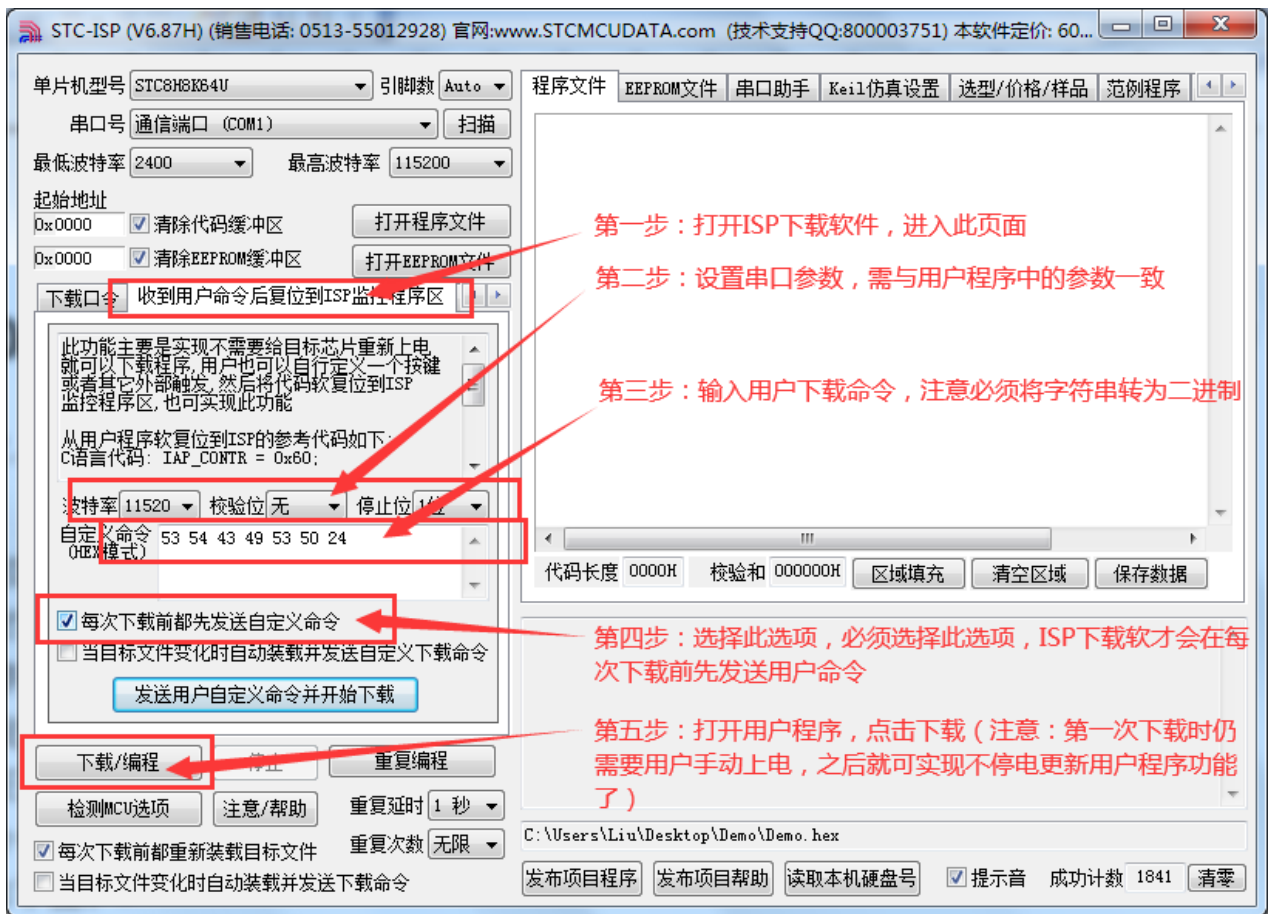 STC-ISP (V6.87H) (销售电话: 0513-55012928) 官网:www.STCMCUDATA.com (技术支持QQ:800003751) 本软件定价: 60...
单片机型号 STC8H8K64U 引脚数 Auto
串口号 通信端口 (COM1) 扫描
最低波特率 2400 最高波特率 115200
起始地址
0x0000 清除代码缓冲区 打开程序文件
0x0000 清除EEPROM缓冲区 打开EEPROM文件
下载口令 收到用户命令后复位到ISP监控程序区
此功能主要是实现不需要给目标芯片重新上电,
就可以下载程序,用户也可以自行定义一个按键
或者其它外部触发,然后将代码软复位到ISP
监控程序区,也可实现此功能
从用户程序软复位到ISP的参考代码如下:
C语言代码: IAP_CONTR = 0x60;
波特率 11520 校验位 无 停止位 1位
自定义命令 53 54 43 49 53 50 24
(HEX模式)
每次下载前都先发送自定义命令
当目标文件变化时自动装载并发送自定义下载命令
发送用户自定义命令并开始下载
下载/编程 停止 重复编程
检测MCU选项 注意/帮助 重复延时 1 秒
每次下载前都重新装载目标文件 重复次数 无限
当目标文件变化时自动装载并发送下载命令
程序文件 EEPROM文件 串口助手 Keil仿真设置 选型/价格/样品 范例程序
第一步：打开ISP下载软件，进入此页面
第二步：设置串口参数，需与用户程序中的参数一致
第三步：输入用户下载命令，注意必须将字符串转为二进制
代码长度 0000H 校验和 000000H 区域填充 清空区域 保存数据
第四步：选择此选项，必须选择此选项，ISP下载软才会在每
次下载前先发送用户命令
第五步：打开用户程序，点击下载（注意：第一次下载时仍
需要用户手动上电，之后就可实现不停电更新用户程序功能
了）
C:\Users\Liu\Desktop\Demo\Demo.hex
发布项目程序 发布项目帮助 读取本机硬盘号 提示音 成功计数 1841 清零